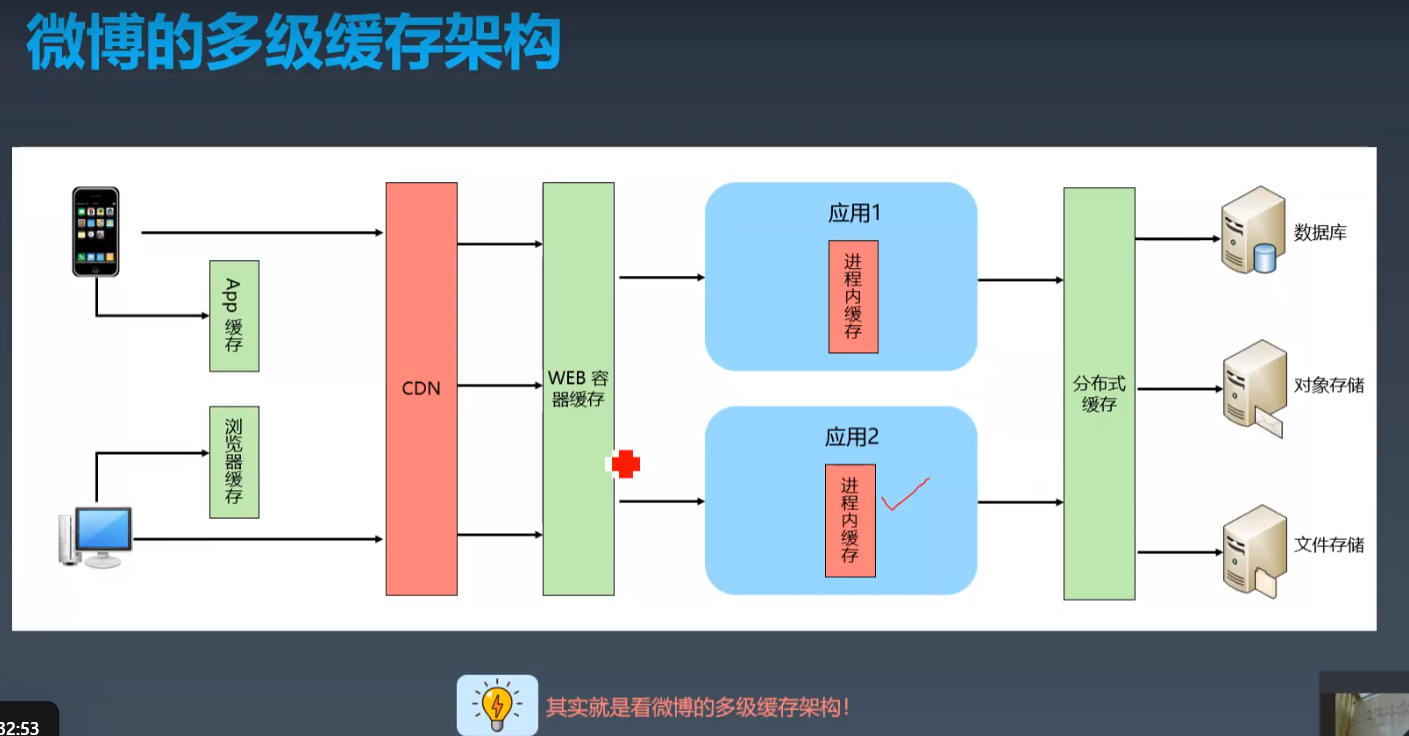 微博的多级缓存架构
App 缓存
浏览器缓存
CDN
WEB 容
器缓存
应用1
进程内缓存
应用2
进程内缓存
分布式
缓存
数据库
对象存储
文件存储
其实就是看微博的多级缓存架构！
32:53